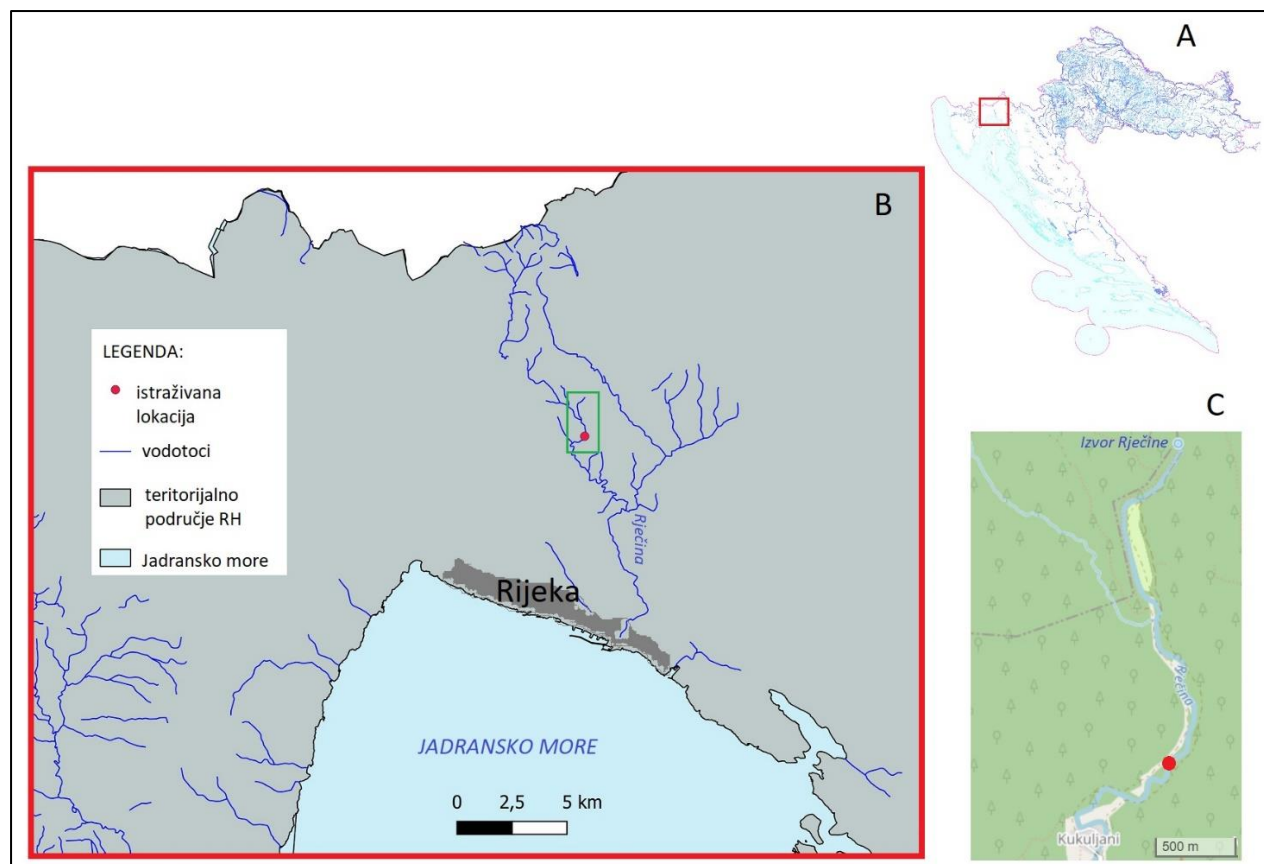 A
B
LEGENDA:
istraživana
lokacija
vodotoci
teritorijalno
područje RH
Jadransko more
Rječina
Rijeka
JADRANSKO MORE
0 2,5 5 km
C
Izvor Rječine
Rječina
Kukuljani
500 m